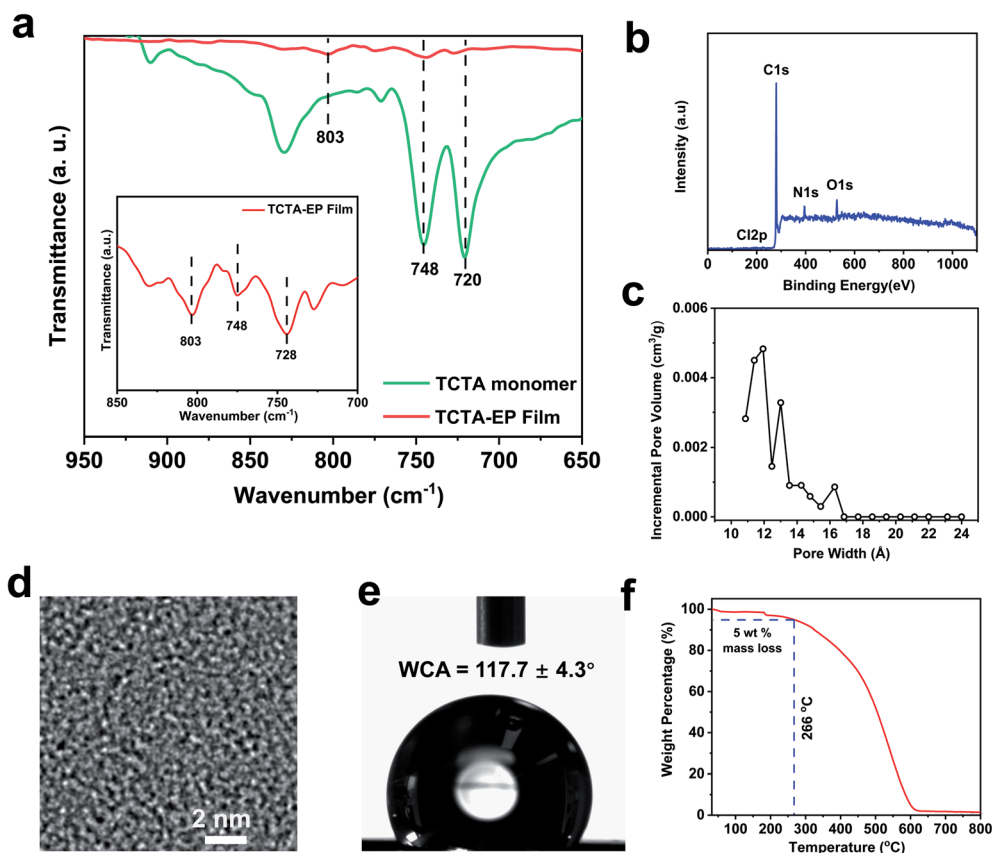 a
Transmittance (a. u.)
803
748
720
TCTA-EP Film
Transmittance (a.u.)
803
748
728
850
800
750
700
Wavenumber (cm⁻¹)
TCTA monomer
TCTA-EP Film
950
900
850
800
750
700
650
Wavenumber (cm⁻¹)
b
Intensity (a.u)
C1s
N1s
O1s
Cl2p
0
200
400
600
800
1000
Binding Energy(eV)
c
Incremental Pore Volume (cm³/g)
0.006
0.004
0.002
0.000
10
12
14
16
18
20
22
24
Pore Width (Å)
d
2 nm
e
WCA = 117.7 ± 4.3°
f
Weight Percentage (%)
100
80
60
40
20
0
5 wt %
mass loss
266 °C
100
200
300
400
500
600
700
800
Temperature (°C)